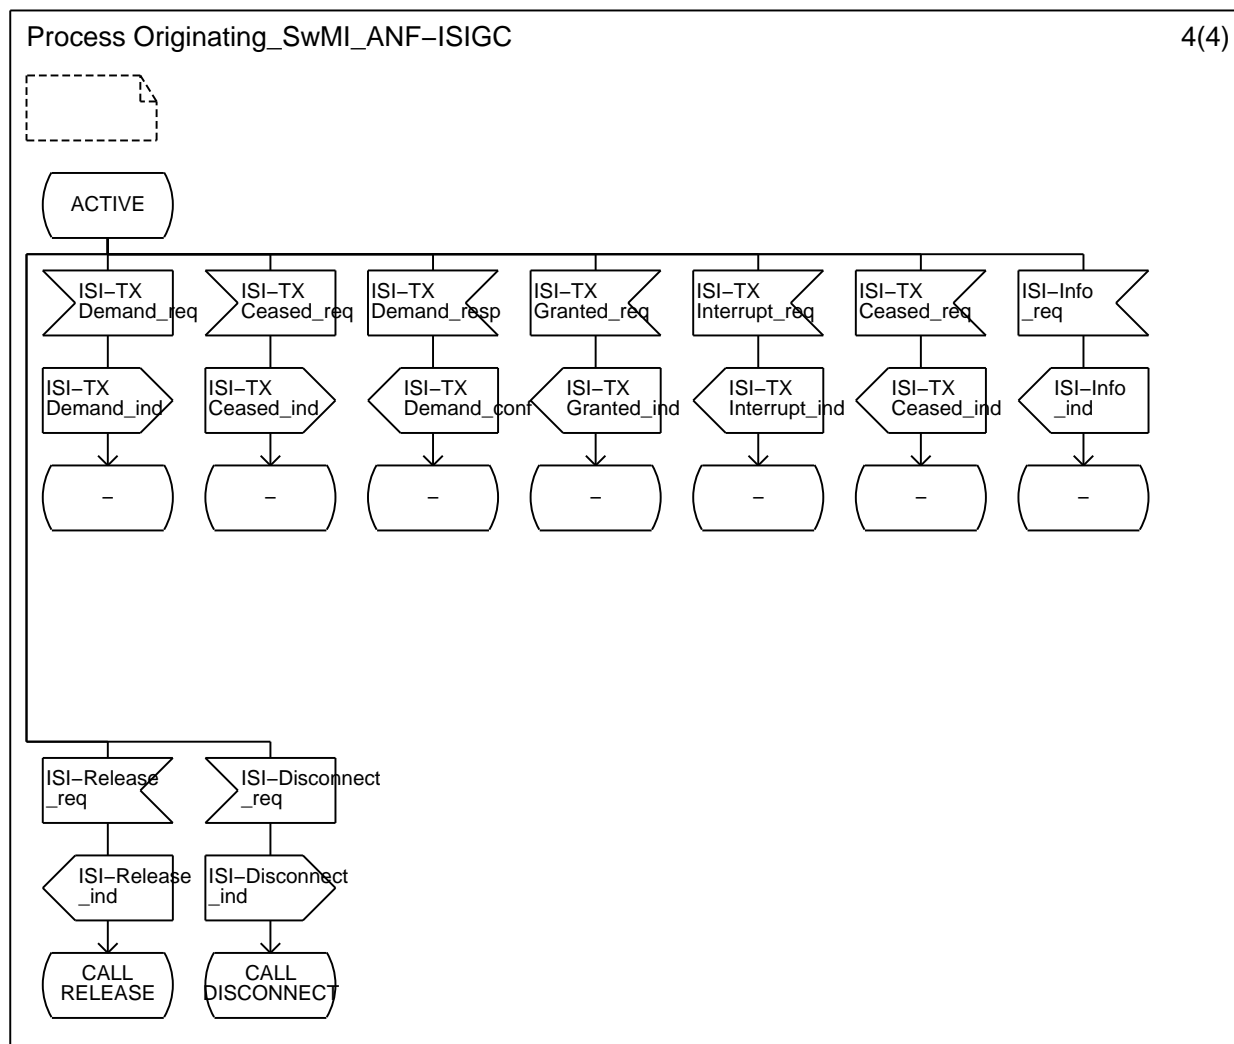 Process Originating_SwMI_ANF−ISIGC
4(4)
ACTIVE
ISI−TX
Demand_req
ISI−TX
Ceased_req
ISI−TX
Demand_resp
ISI−TX
Granted_req
ISI−TX
Interrupt_req
ISI−TX
Ceased_req
ISI−Info
_req
ISI−TX
Demand_ind
ISI−TX
Ceased_ind
ISI−TX
Demand_conf
ISI−TX
Granted_ind
ISI−TX
Interrupt_ind
ISI−TX
Ceased_ind
ISI−Info
_ind
−
−
−
−
−
−
−
ISI−Release
_req
ISI−Disconnect
_req
ISI−Release
_ind
ISI−Disconnect
_ind
CALL
RELEASE
CALL
DISCONNECT